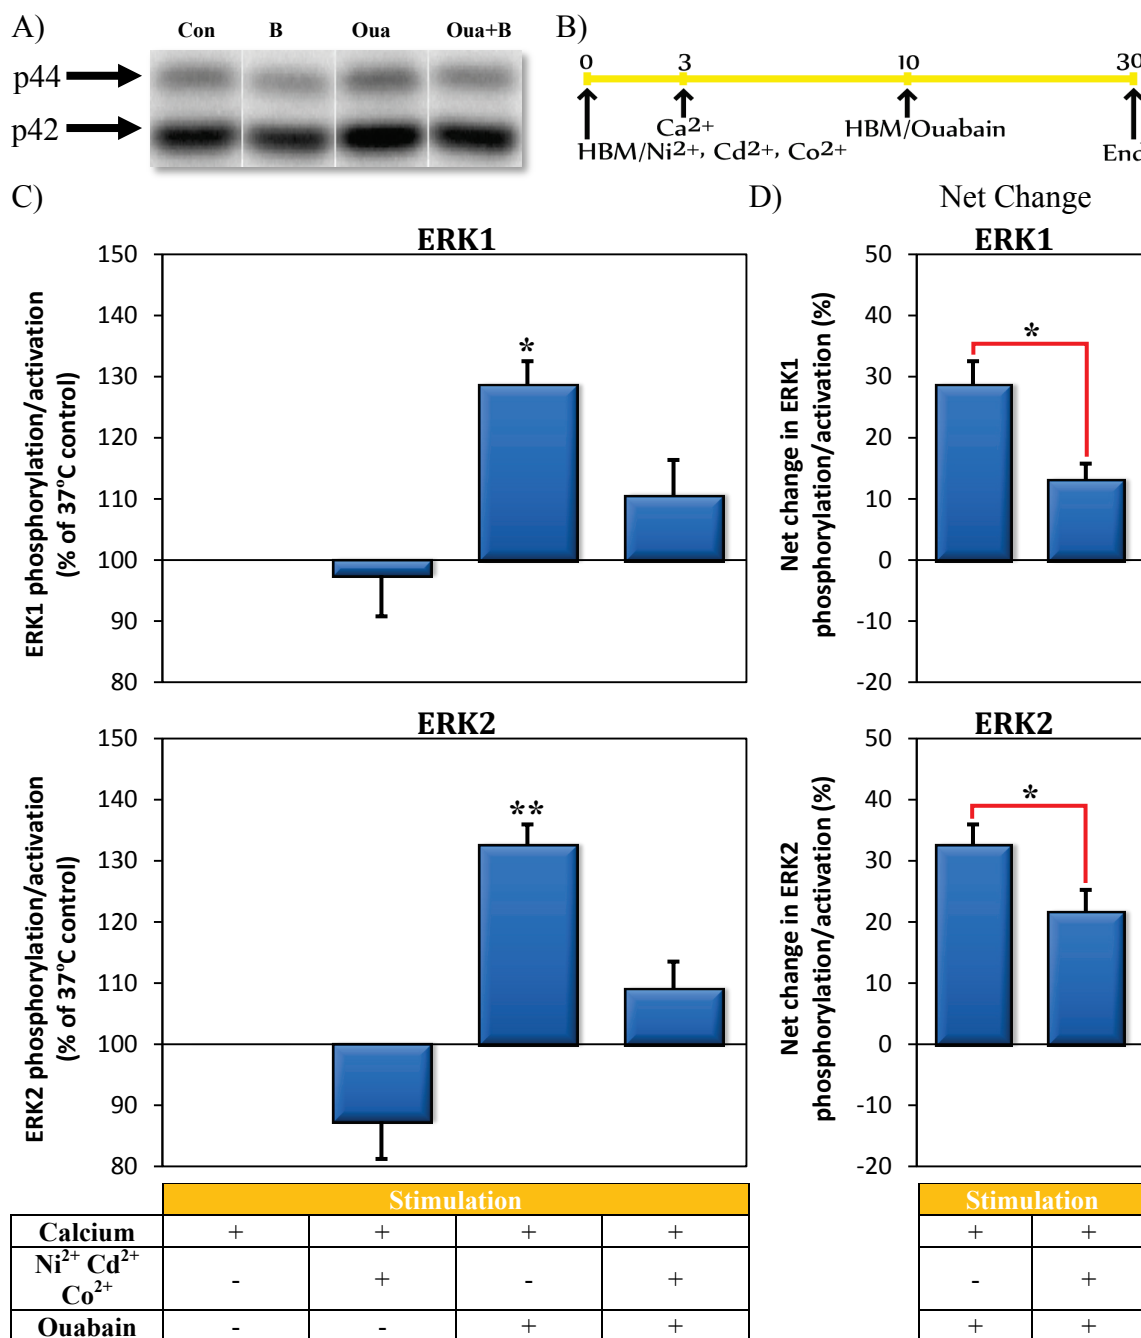 A)
Con B Oua Oua+B
p44
p42
B)
0 3 10 30
Ca²⁺
HBM/Ni²⁺, Cd²⁺, Co²⁺
HBM/Ouabain
End
C)
ERK1
ERK1 phosphorylation/activation
(% of 37°C control)
150
140
130
120
110
100
90
80
*
D)
Net Change
ERK1
Net change in ERK1
phosphorylation/activation (%)
50
40
30
20
10
0
-10
-20
*
ERK2
ERK2 phosphorylation/activation
(% of 37°C control)
150
140
130
120
110
100
90
80
**
ERK2
Net change in ERK2
phosphorylation/activation (%)
50
40
30
20
10
0
-10
-20
*
Stimulation
Calcium + + + +
Ni²⁺ Cd²⁺
Co²⁺ - + - +
Ouabain - - + +
Stimulation
+ +
- +
+ +